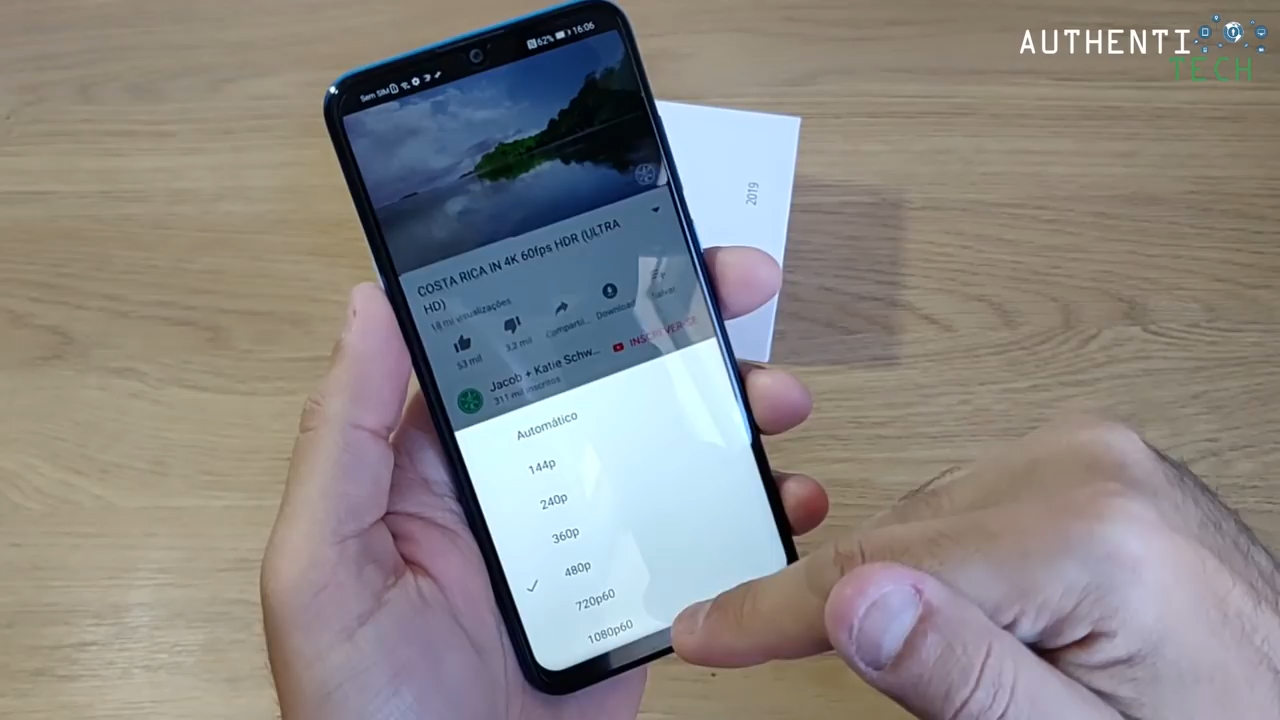 AUTHENTI
TECH
Sem SIM
62% 16:06
2019
COSTA RICA IN 4K 60fps HDR (ULTRA
HD)
18 mi visualizações
53 mil
3,2 mil
Compartil...
Download
Salvar
Jacob + Katie Schw...
311 mil inscritos
INSCREVER-SE
Automático
144p
240p
360p
480p
720p60
1080p60